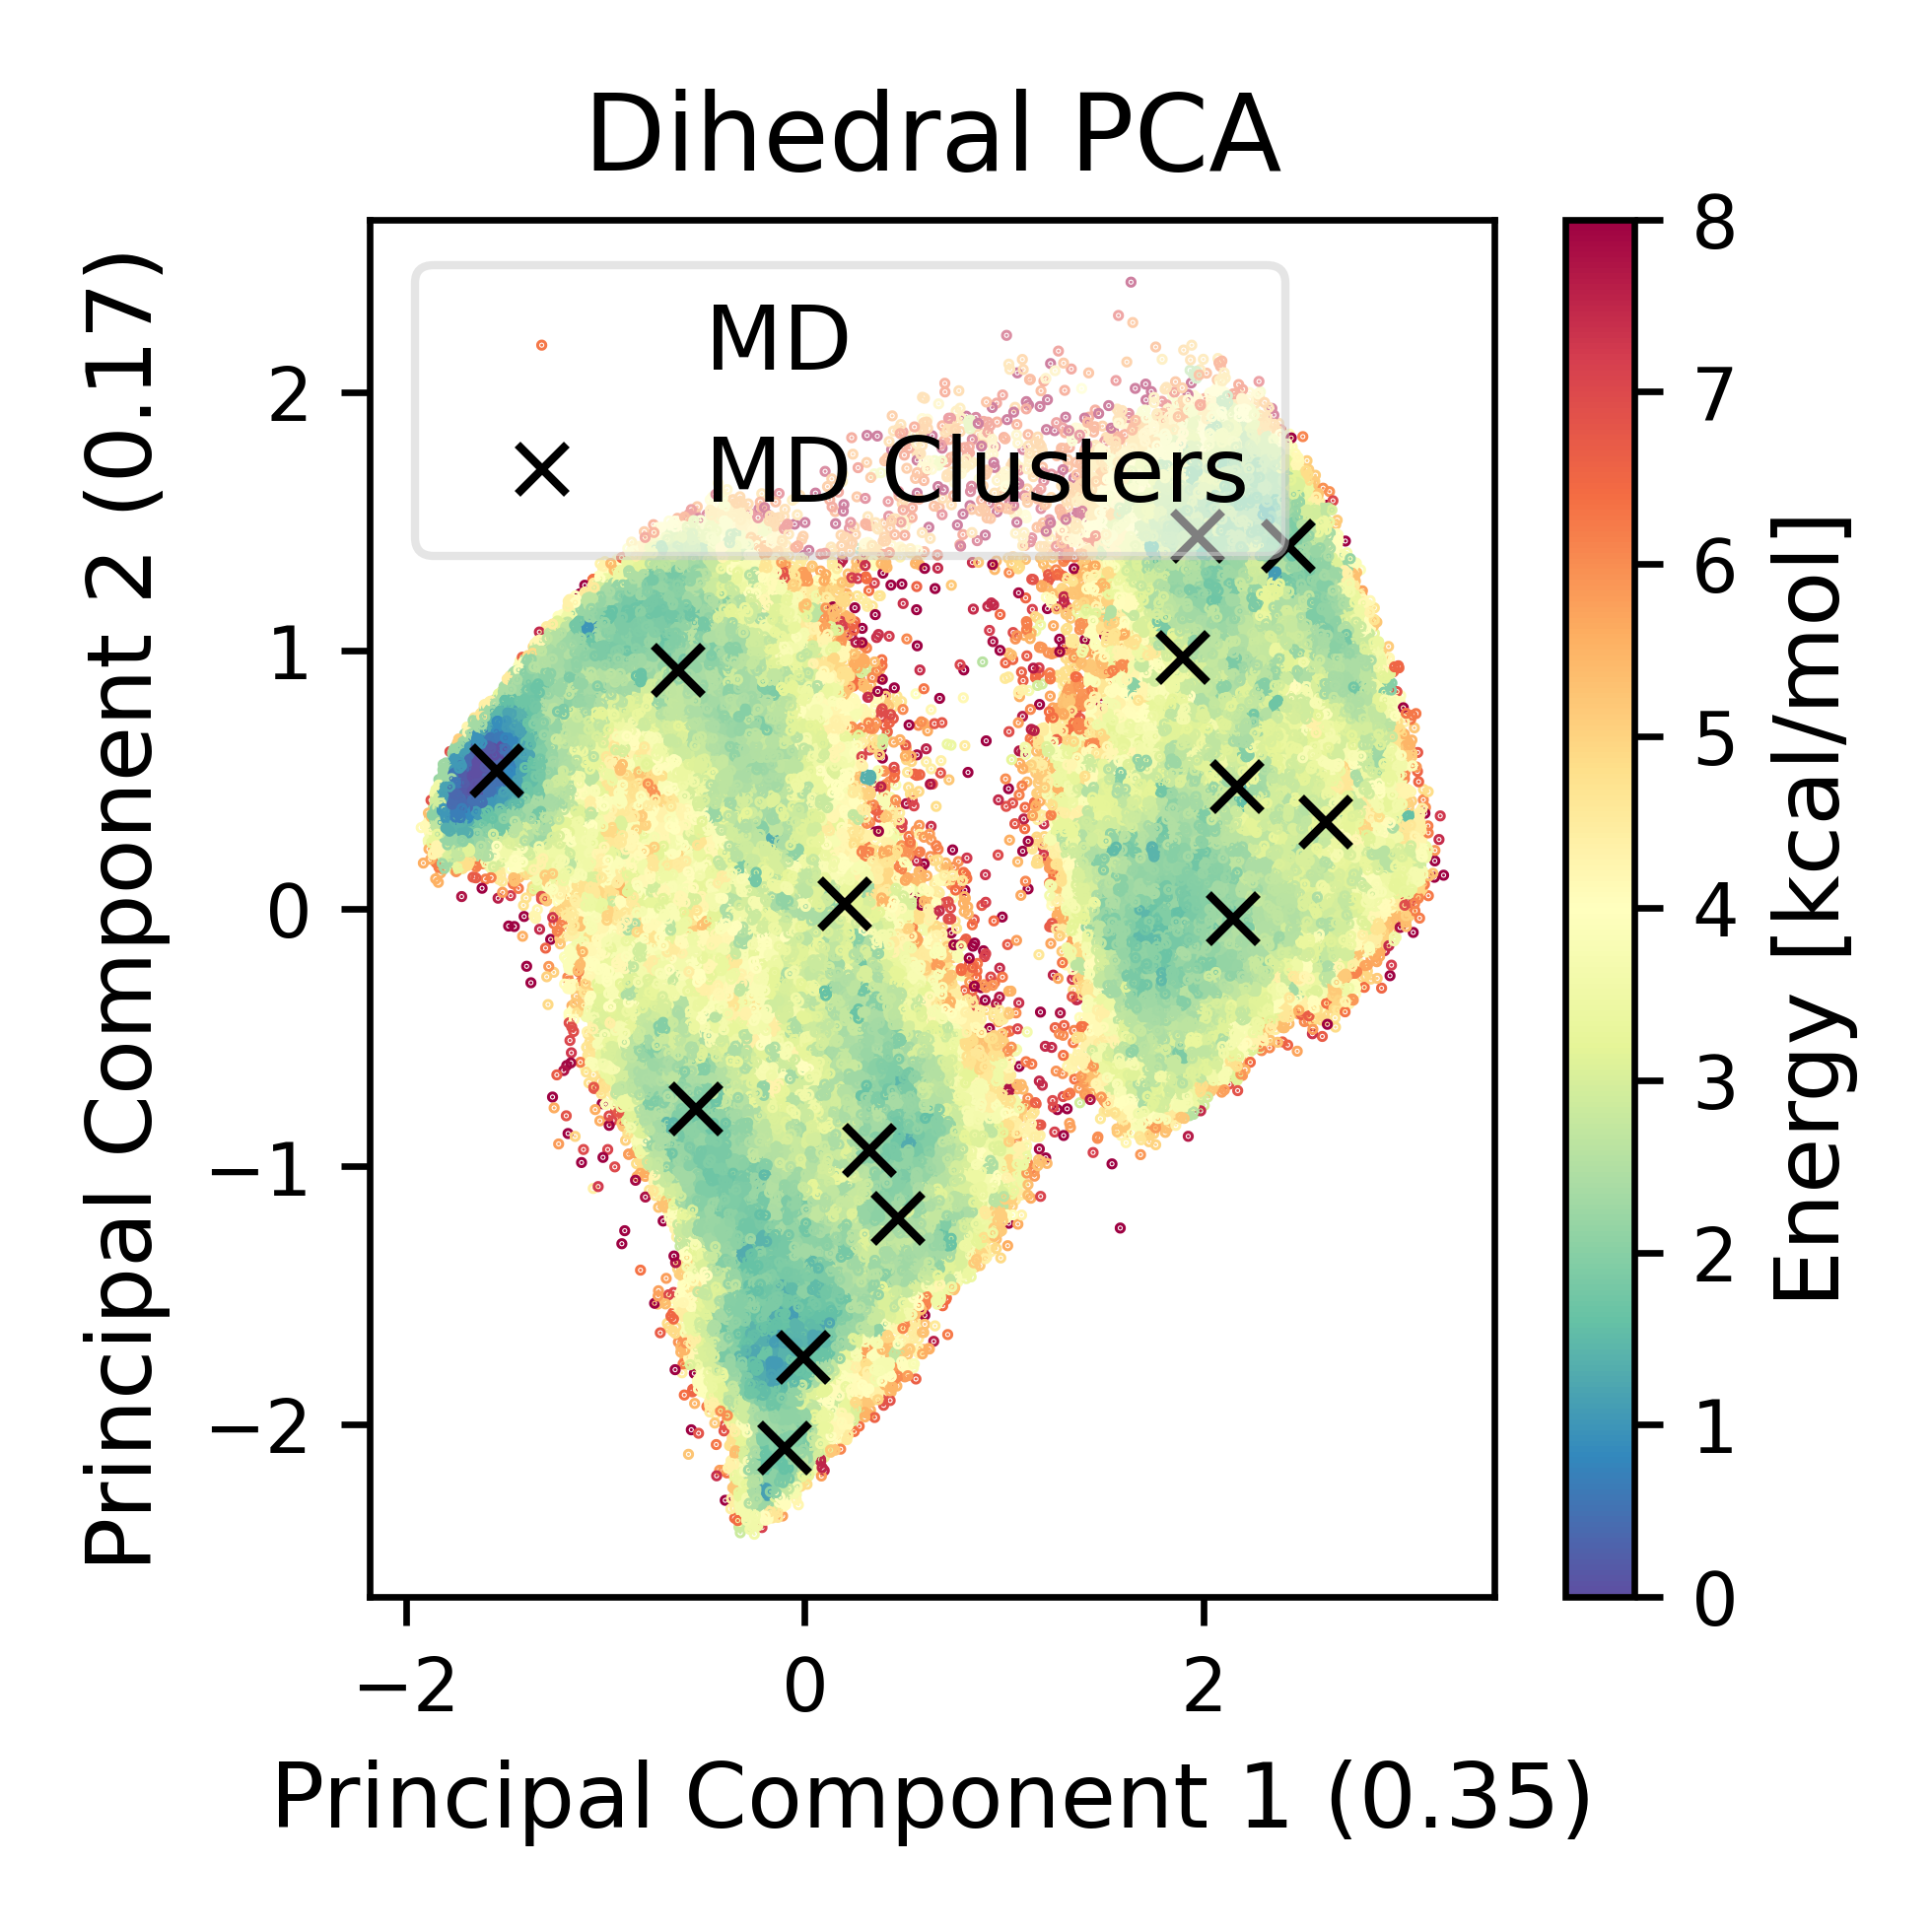 Dihedral PCA
MD
MD Clusters
Principal Component 2 (0.17)
2
1
0
−1
−2
−2
0
2
Principal Component 1 (0.35)
8
7
6
5
4
3
2
1
0
Energy [kcal/mol]